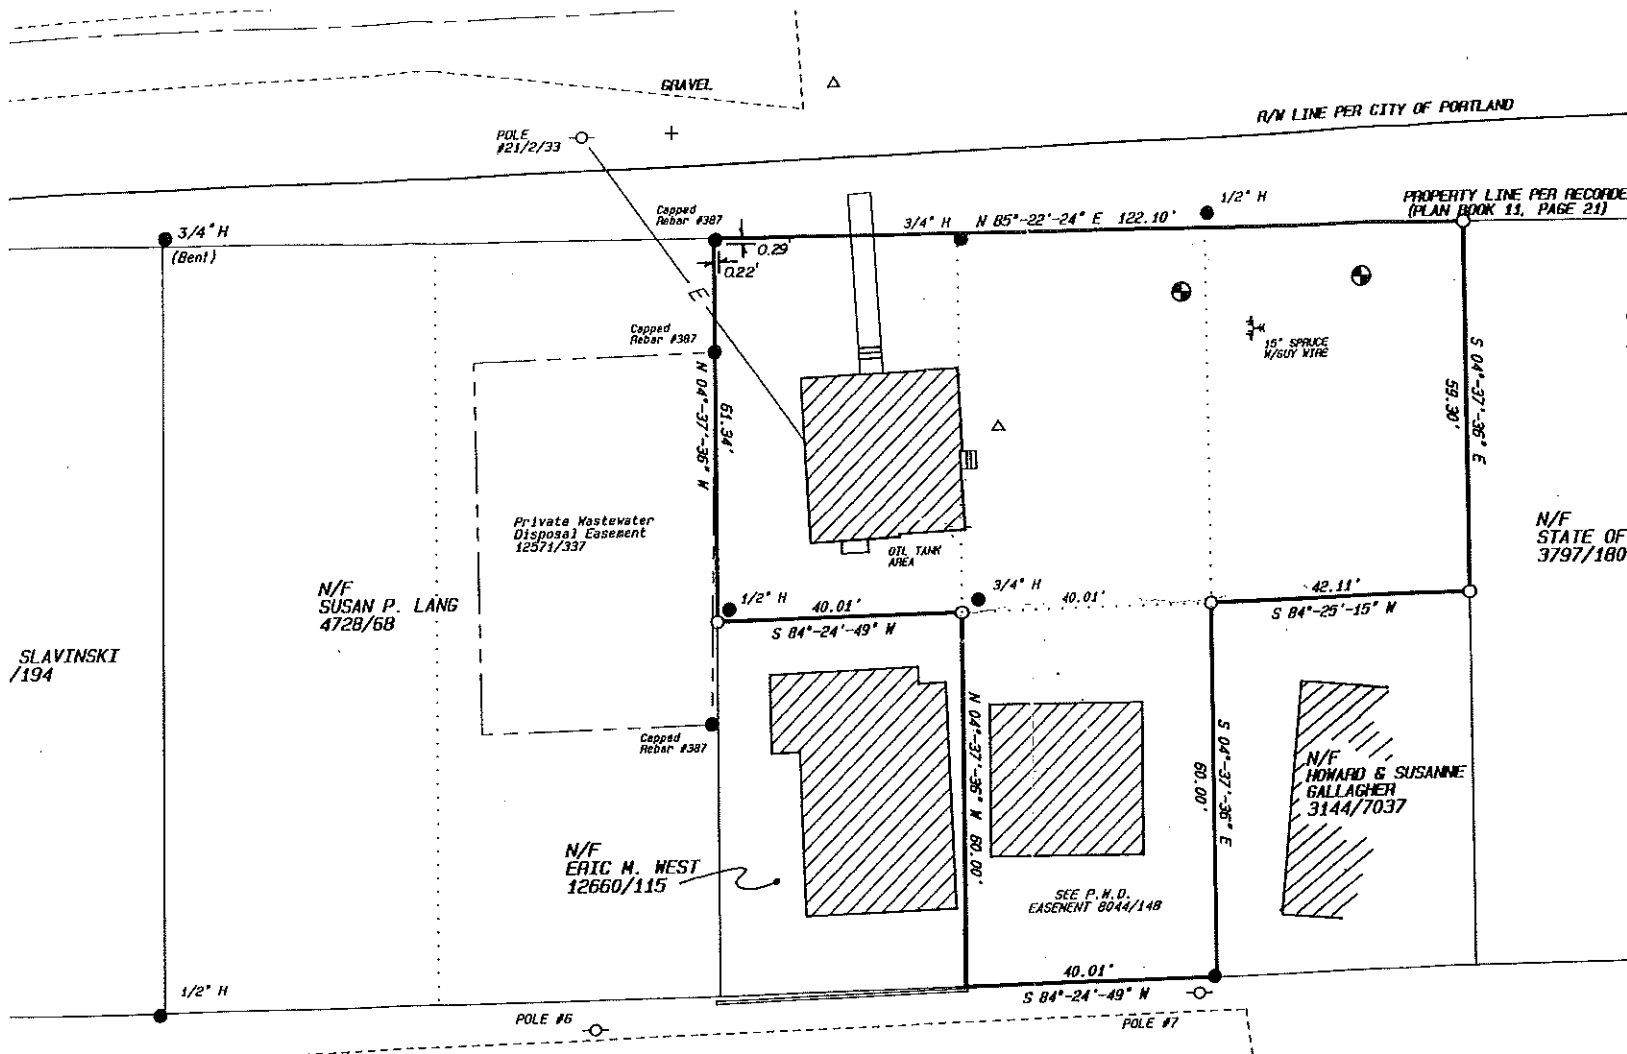 GRAVEL
R/W LINE PER CITY OF PORTLAND
POLE
#21/2/33
Capped
Rebar #387
3/4" H
(Bent)
0.29'
0.22'
3/4" H
N 85°-22'-24" E 122.10'
1/2" H
PROPERTY LINE PER RECORDE
(PLAN BOOK 11, PAGE 21)
E
Capped
Rebar #387
15" SPRUCE
W/GUY WIRE
N 04°-37'-36" W
61.34'
S 04°-37'-36" E
59.30'
Private Wastewater
Disposal Easement
12571/337
OIL TANK
AREA
N/F
STATE OF
3797/180
N/F
SUSAN P. LANG
4728/68
1/2" H
40.01'
S 84°-24'-49" W
3/4" H
40.01'
42.11'
S 84°-25'-15" W
SLAVINSKI
/194
Capped
Rebar #387
N 04°-37'-36" W 60.00'
S 04°-37'-36" E
60.00'
N/F
HOWARD & SUSANNE
GALLAGHER
3144/7037
N/F
ERIC M. WEST
12660/115
SEE P.W.D.
EASEMENT 8044/148
1/2" H
40.01'
S 84°-24'-49" W
POLE #6
POLE #7